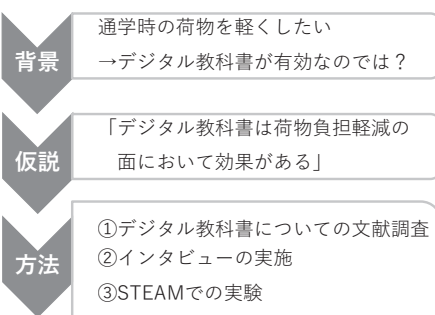 背景
通学時の荷物を軽くしたい
→デジタル教科書が有効なのでは？
仮説
「デジタル教科書は荷物負担軽減の
面において効果がある」
方法
①デジタル教科書についての文献調査
②インタビューの実施
③STEAMでの実験